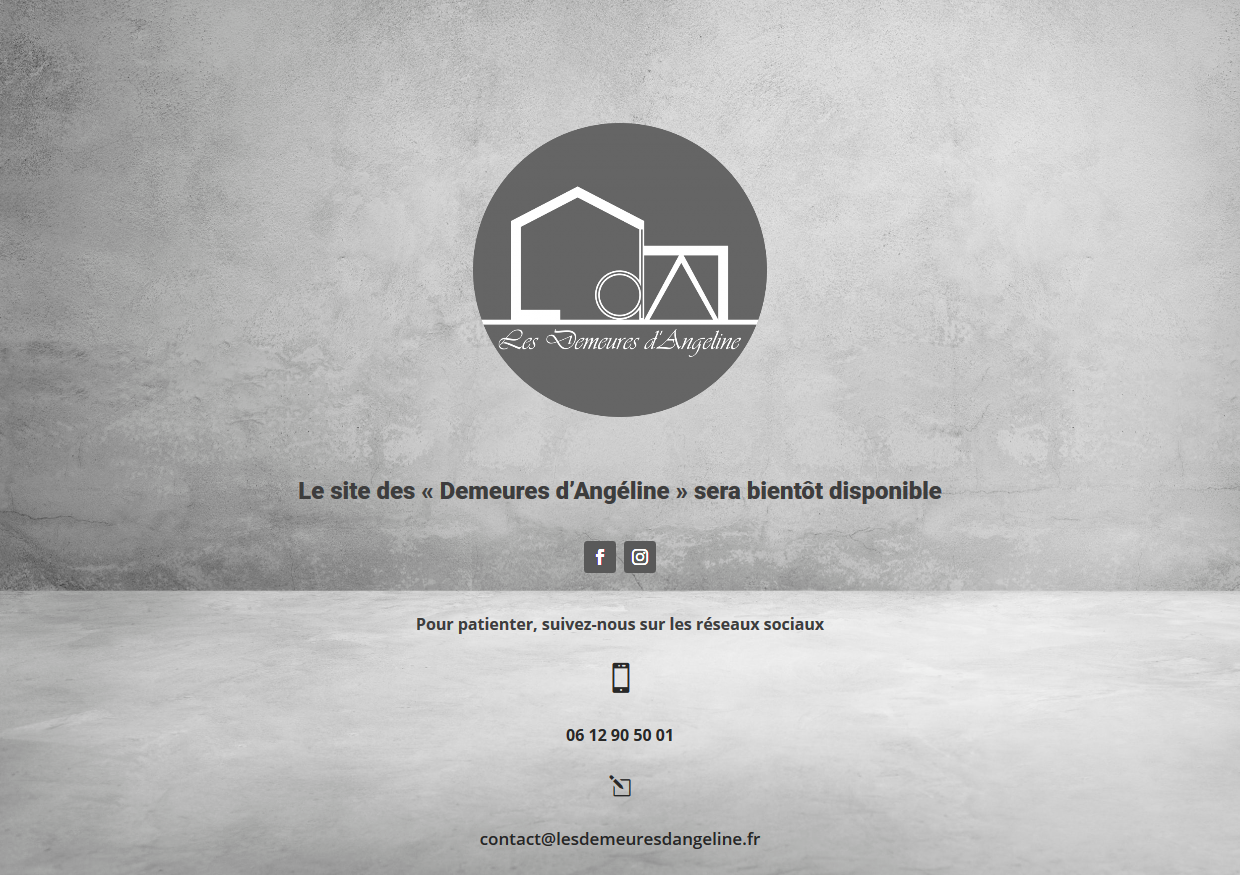 Les Demeures d'Angeline
Le site des « Demeures d’Angéline » sera bientôt disponible
Pour patienter, suivez-nous sur les réseaux sociaux
06 12 90 50 01
contact@lesdemeuresdangeline.fr